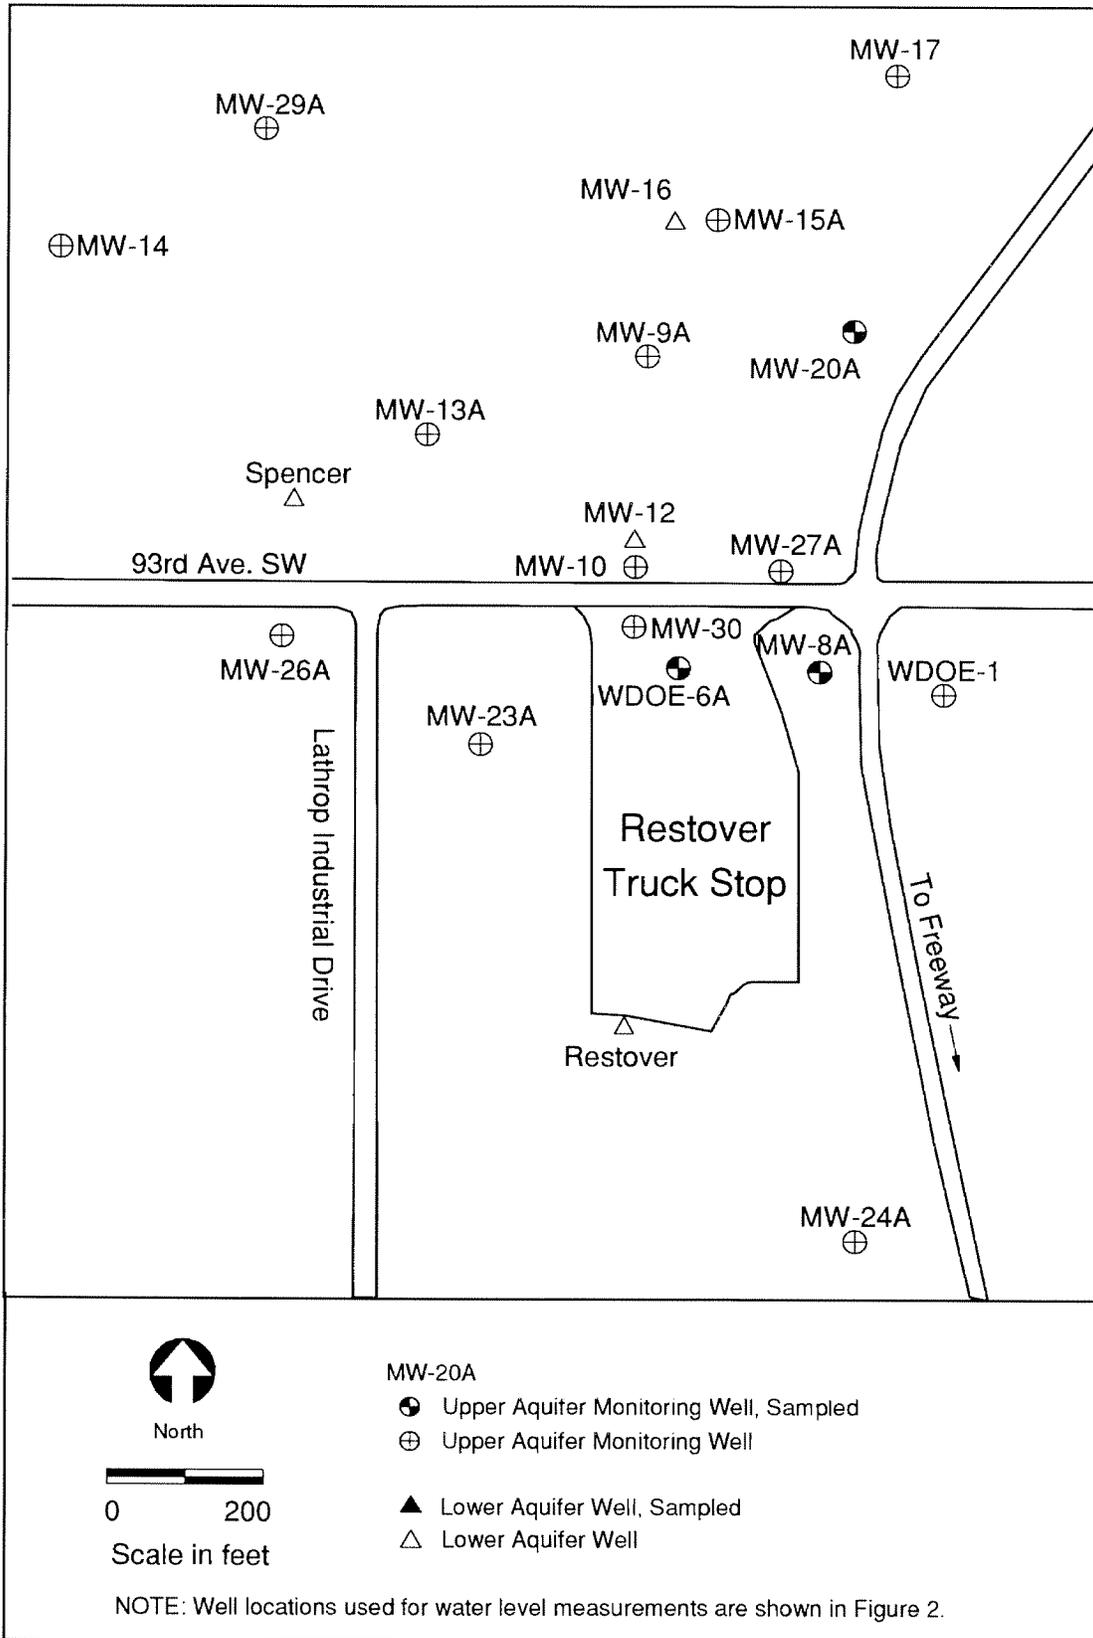 MW-17
MW-29A
MW-16
MW-15A
MW-14
MW-9A
MW-20A
MW-13A
Spencer
MW-12
MW-27A
93rd Ave. SW
MW-10
MW-30
MW-8A
MW-26A
WDOE-1
WDOE-6A
MW-23A
Lathrop Industrial Drive
Restover
Truck Stop
To Freeway
Restover
MW-24A
North
0 200
Scale in feet
MW-20A
Upper Aquifer Monitoring Well, Sampled
Upper Aquifer Monitoring Well
Lower Aquifer Well, Sampled
Lower Aquifer Well
NOTE: Well locations used for water level measurements are shown in Figure 2.